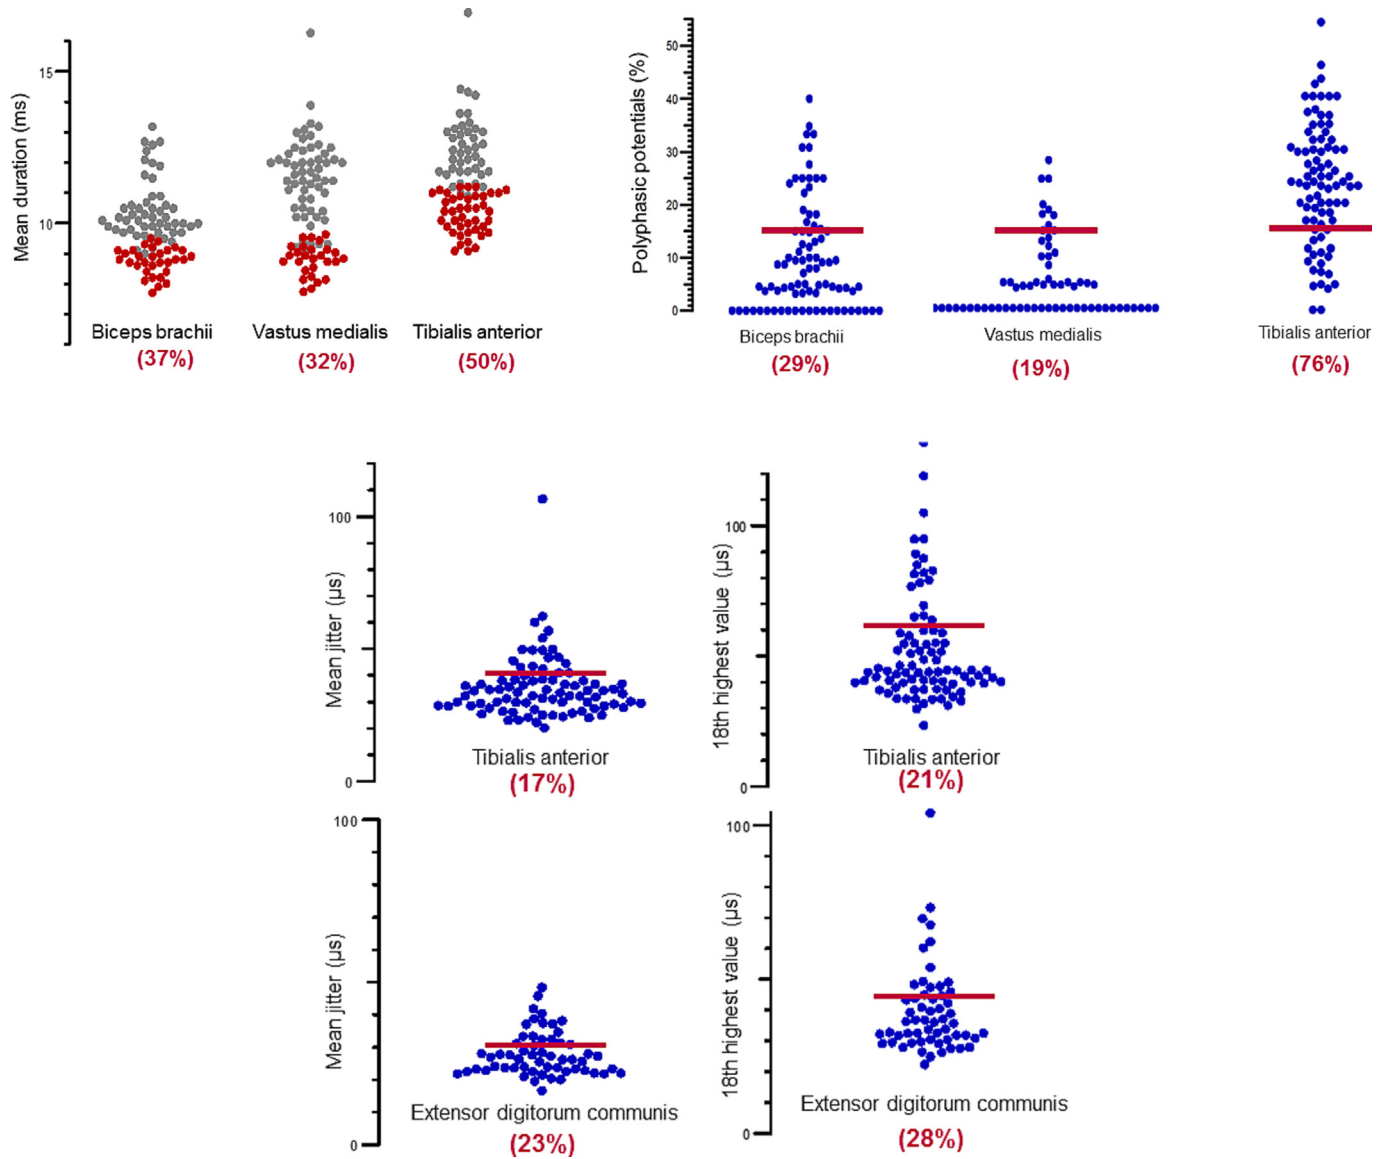 Mean duration (ms)
15
10
Biceps brachii
(37%)
Vastus medialis
(32%)
Tibialis anterior
(50%)
Polyphasic potentials (%)
50
40
30
20
10
0
Biceps brachii
(29%)
Vastus medialis
(19%)
Tibialis anterior
(76%)
Mean jitter (µs)
100
0
Tibialis anterior
(17%)
18th highest value (µs)
100
0
Tibialis anterior
(21%)
Mean jitter (µs)
100
0
Extensor digitorum communis
(23%)
18th highest value (µs)
100
0
Extensor digitorum communis
(28%)